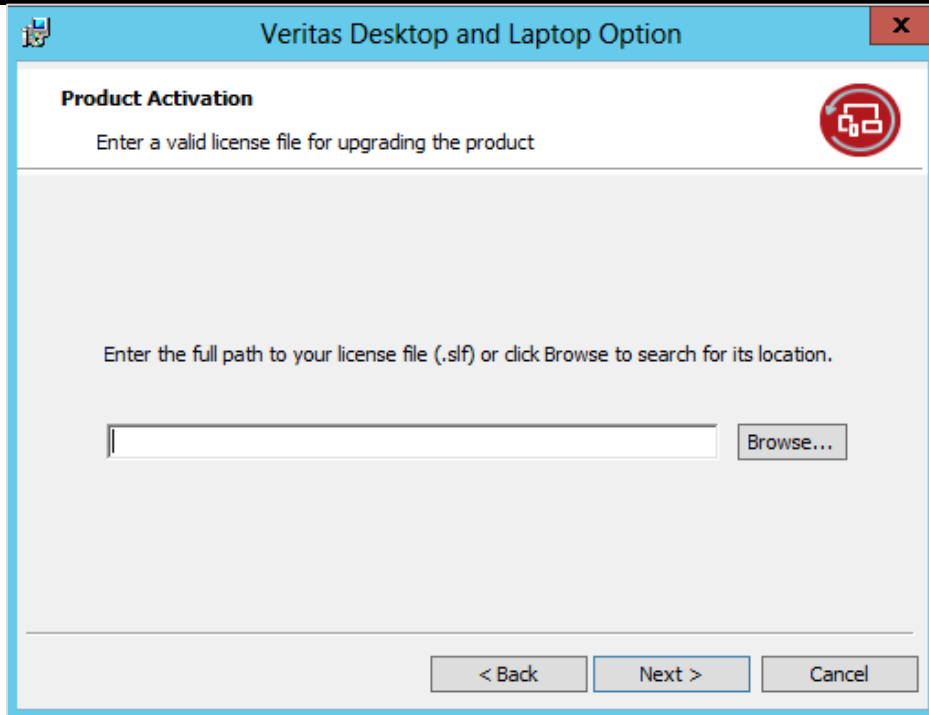 Veritas Desktop and Laptop Option
x
Product Activation
Enter a valid license file for upgrading the product
Enter the full path to your license file (.slf) or click Browse to search for its location.
Browse...
< Back
Next >
Cancel